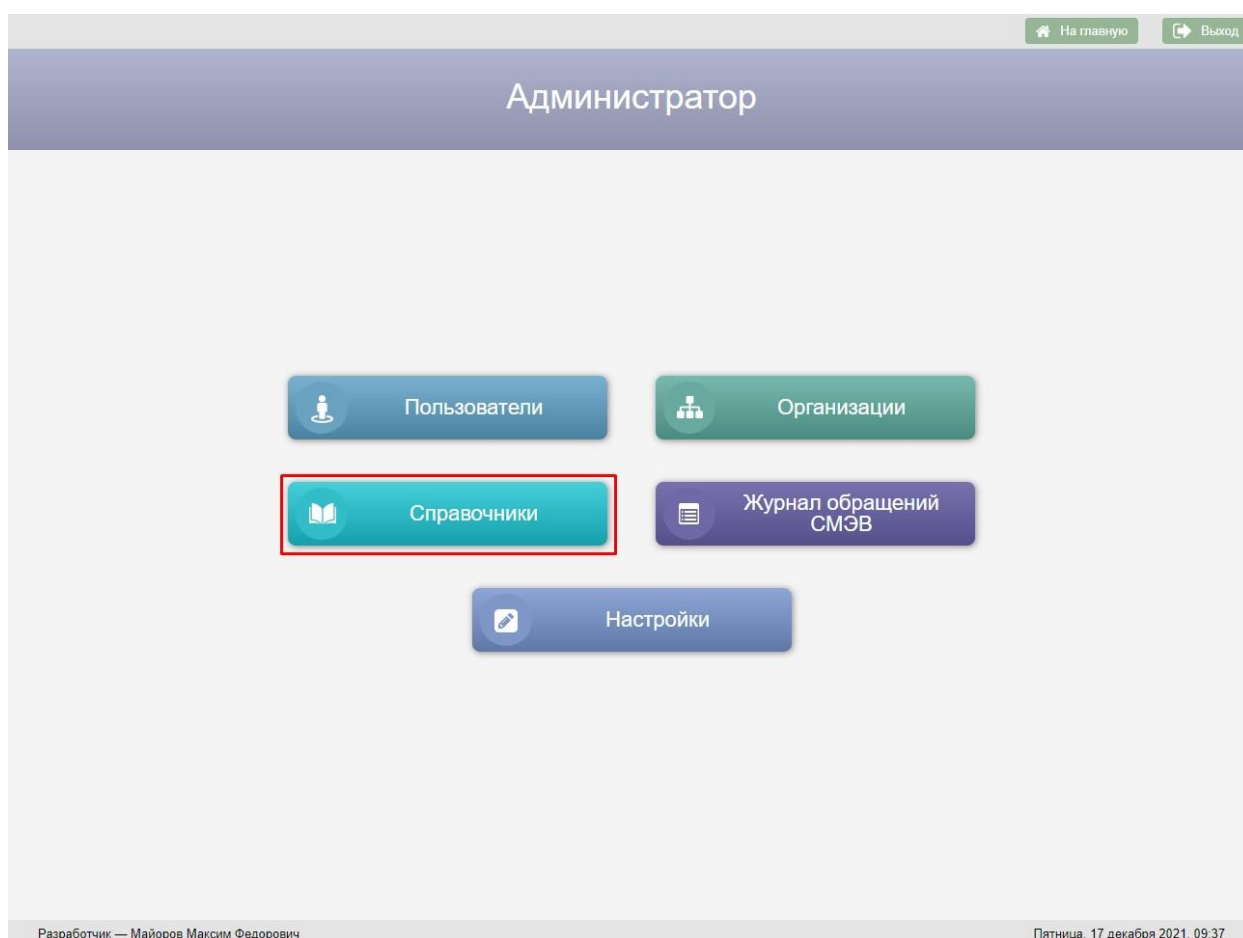 На главную
Выход
Администратор
Пользователи
Организации
Справочники
Журнал обращений
СМЭВ
Настройки
Разработчик — Майоров Максим Федорович
Пятница, 17 декабря 2021, 09:37